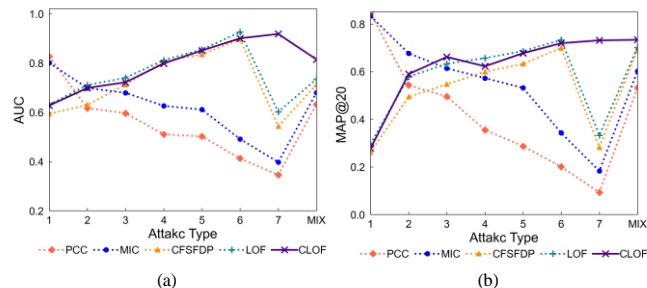 1.0
0.8
0.6
0.4
0.2
AUC
1 2 3 4 5 6 7 MIX
Attakc Type
PCC MIC CFSFDP LOF CLOF
(a)
0.8
0.6
0.4
0.2
0.0
MAP@20
1 2 3 4 5 6 7 MIX
Attakc Type
PCC MIC CFSFDP LOF CLOF
(b)